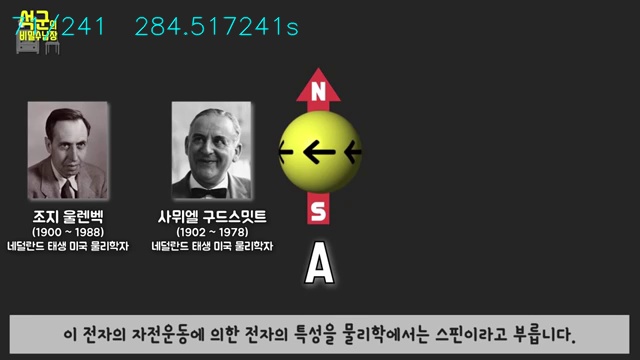 71/241 284.517241s
석군의
비밀수납장
N
S
A
조지 울렌벡
(1900 ~ 1988)
네덜란드 태생 미국 물리학자
사뮈엘 구드스밋트
(1902 ~ 1978)
네덜란드 태생 미국 물리학자
이 전자의 자전운동에 의한 전자의 특성을 물리학에서는 스핀이라고 부릅니다.